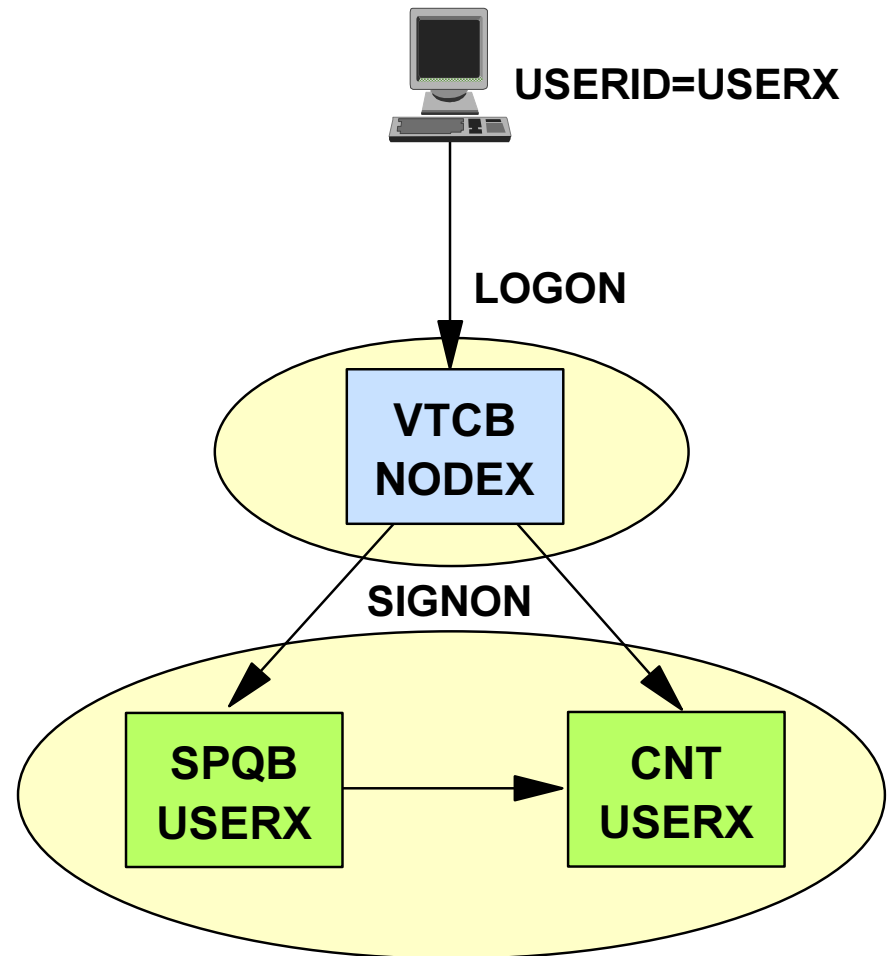 USERID=USERX
LOGON
VTCB
NODEX
SIGNON
SPQB
USERX
CNT
USERX